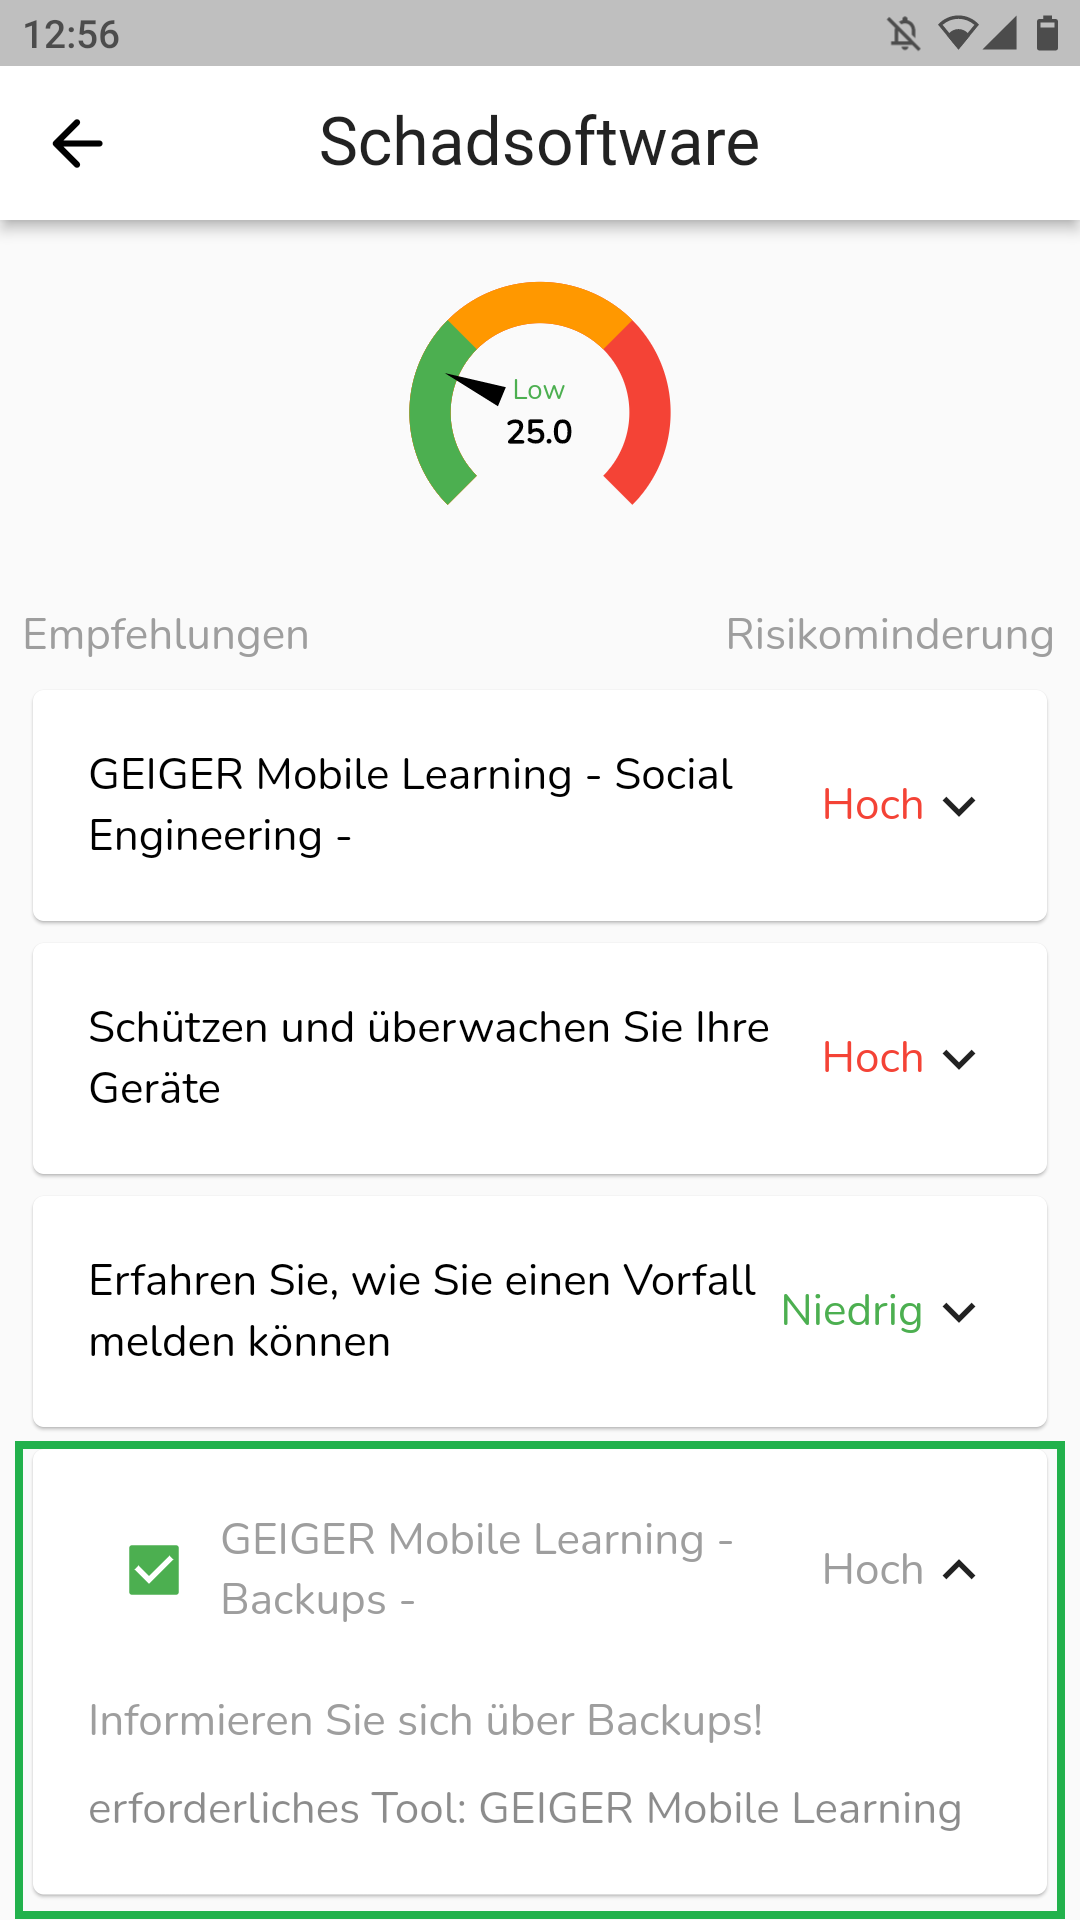 12:56
Schadsoftware
Low
25.0
Empfehlungen Risikominderung
GEIGER Mobile Learning - Social
Engineering -
Hoch
Schützen und überwachen Sie Ihre
Geräte
Hoch
Erfahren Sie, wie Sie einen Vorfall
melden können
Niedrig
GEIGER Mobile Learning -
Backups -
Hoch
Informieren Sie sich über Backups!
erforderliches Tool: GEIGER Mobile Learning